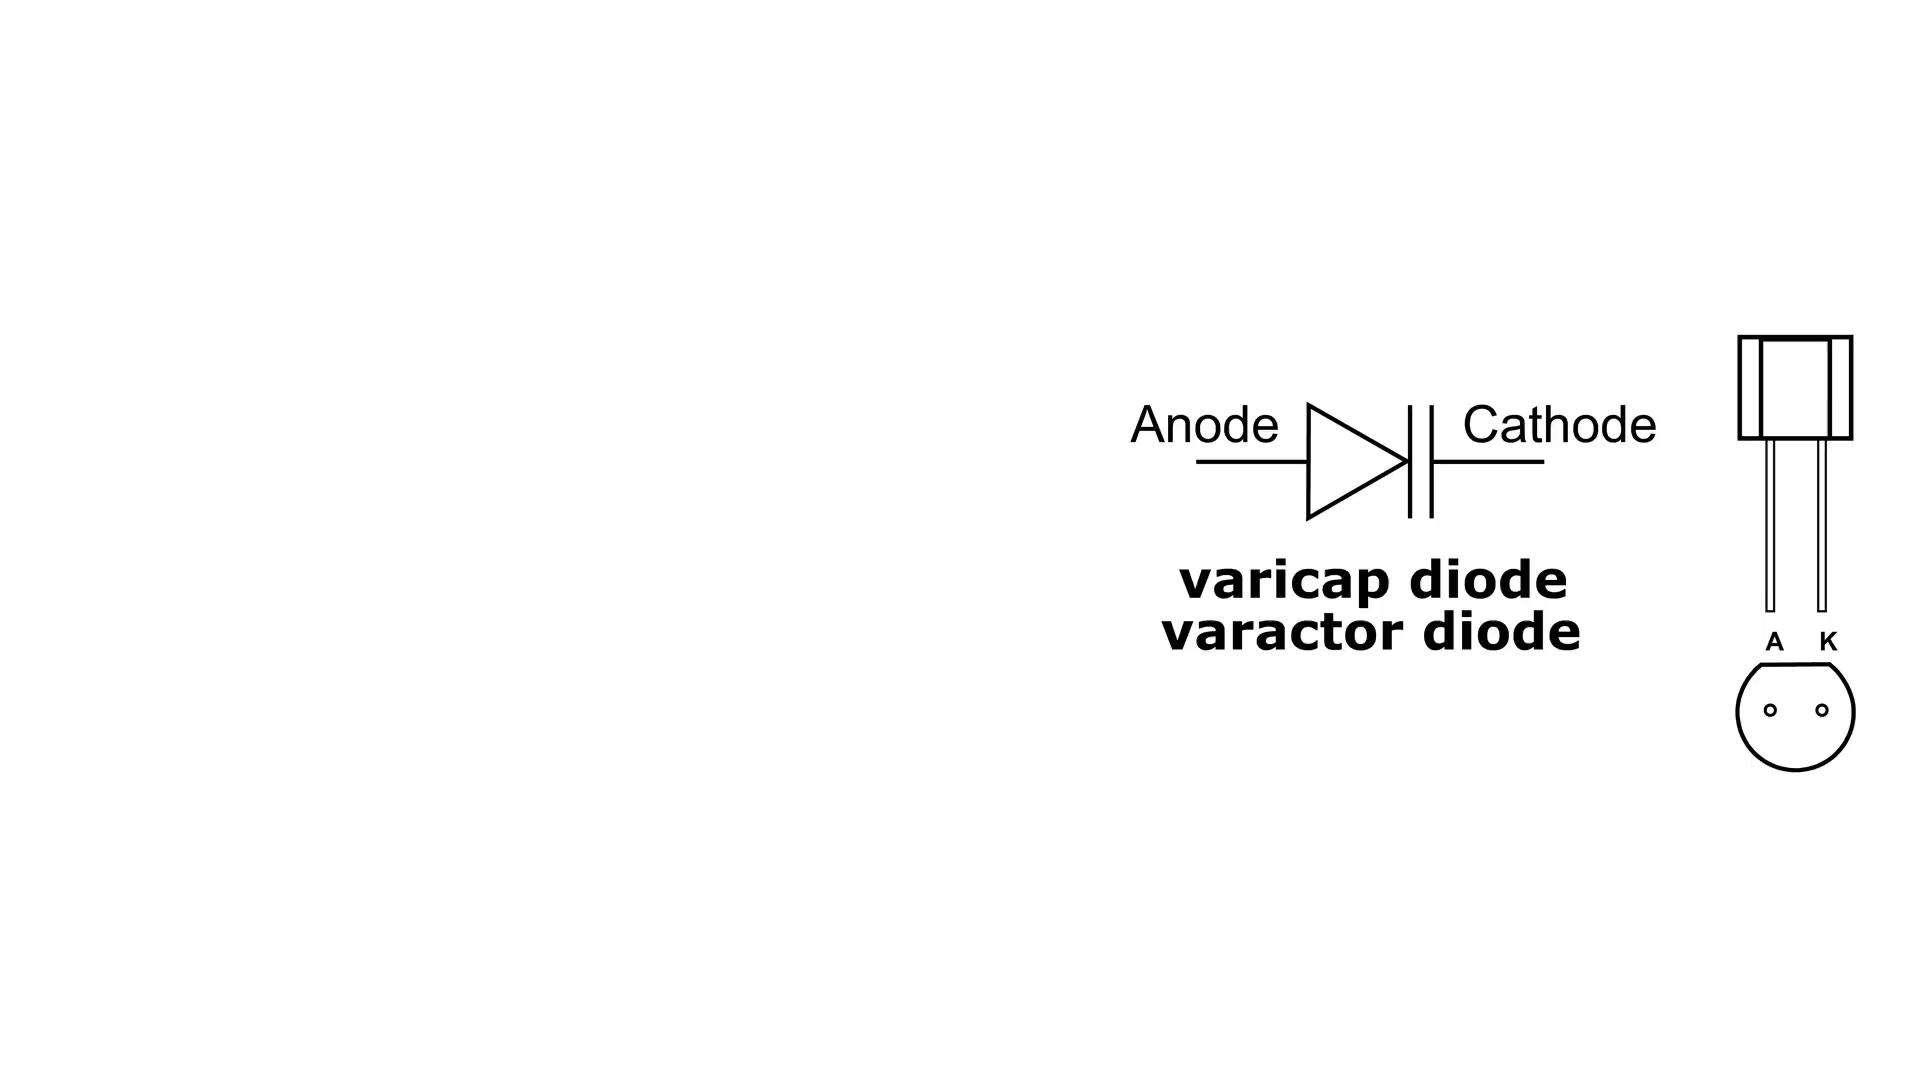 Anode
Cathode
varicap diode
varactor diode
A K